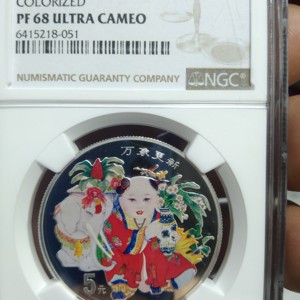 COLORIZED
PF 68 ULTRA CAMEO
6415218-051
NUMISMATIC GUARANTY COMPANY
NGC
万象更新
5元